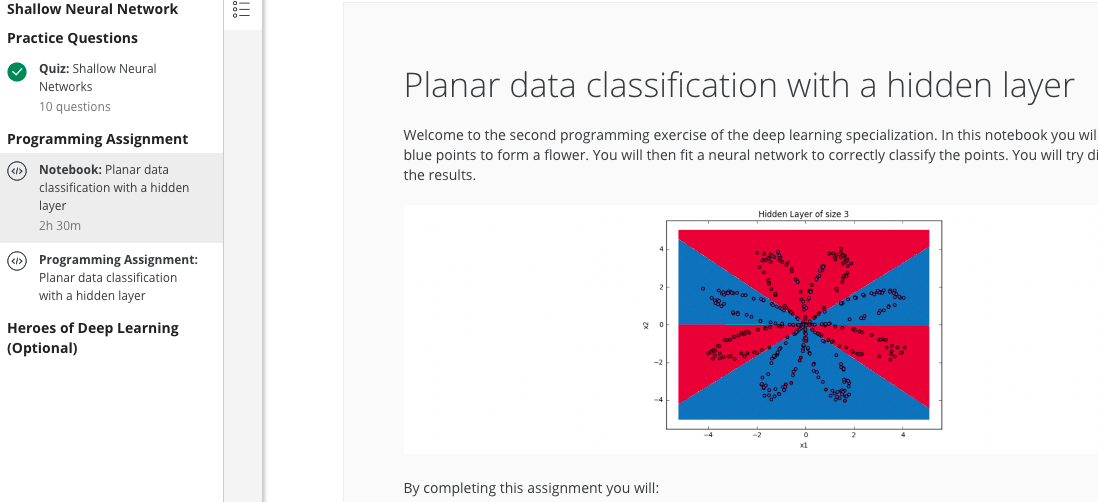 Shallow Neural Network
Practice Questions
Quiz: Shallow Neural
Networks
10 questions
Programming Assignment
Notebook: Planar data
classification with a hidden
layer
2h 30m
Programming Assignment:
Planar data classification
with a hidden layer
Heroes of Deep Learning
(Optional)
Planar data classification with a hidden layer
Welcome to the second programming exercise of the deep learning specialization. In this notebook you wil
blue points to form a flower. You will then fit a neural network to correctly classify the points. You will try di
the results.
Hidden Layer of size 3
4
2
0
−2
−4
x2
−4 −2 0 2 4
x1
By completing this assignment you will: